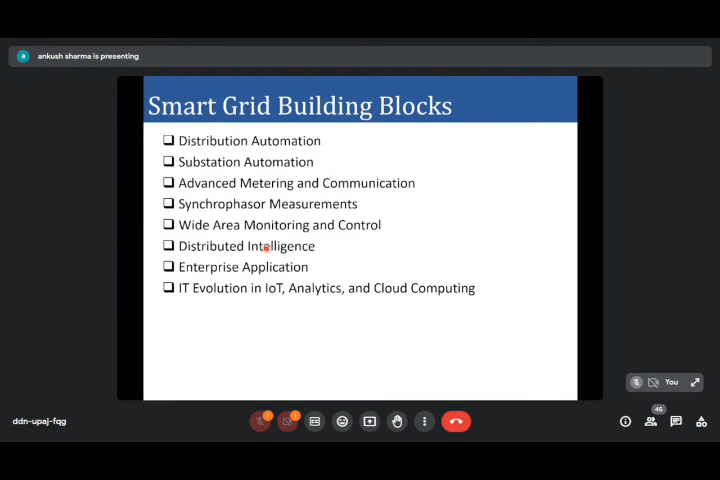 a ankush sharma is presenting
Smart Grid Building Blocks
Distribution Automation
Substation Automation
Advanced Metering and Communication
Synchrophasor Measurements
Wide Area Monitoring and Control
Distributed Intelligence
Enterprise Application
IT Evolution in IoT, Analytics, and Cloud Computing
You
45
ddn-upaj-fqg
! !
CC